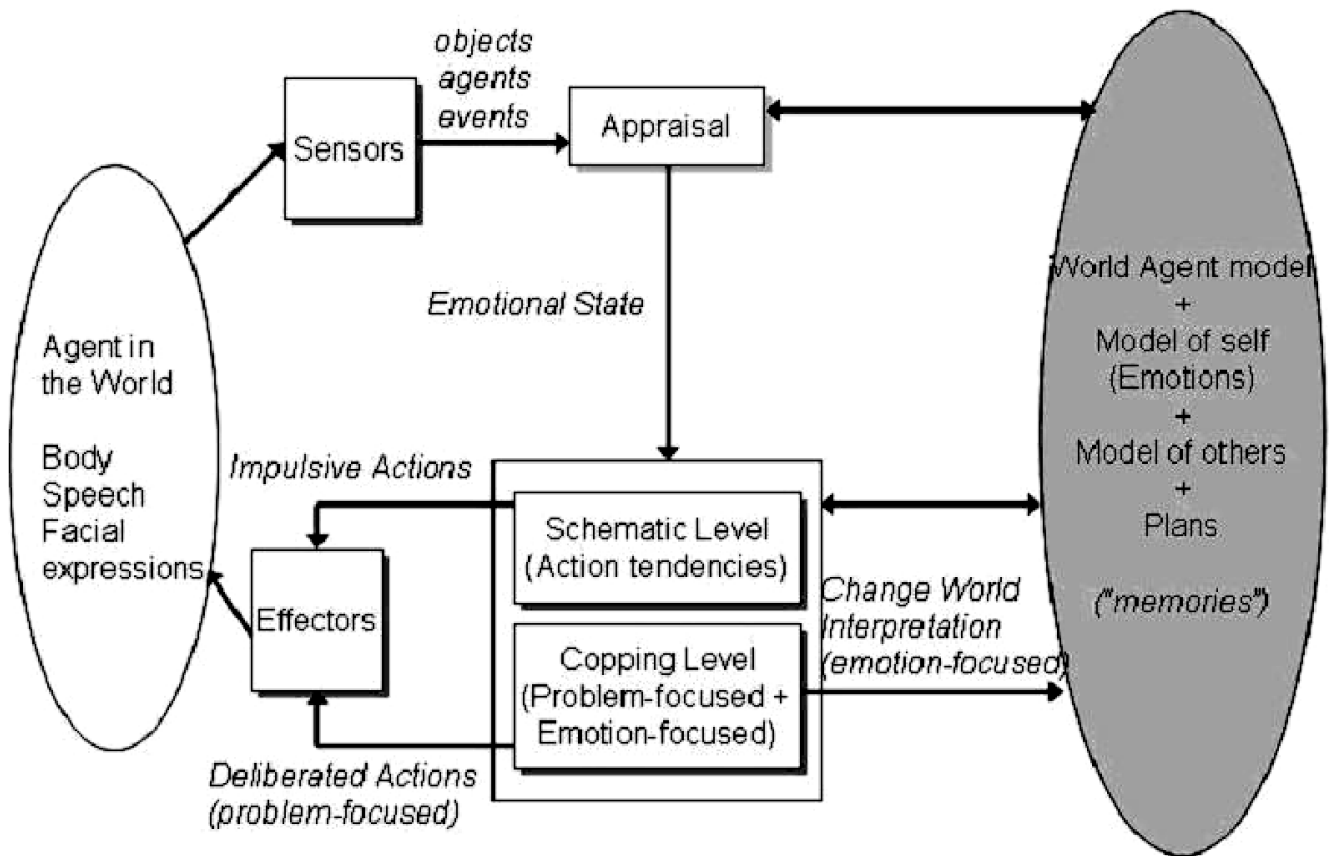 objects
agents
events
Sensors
Appraisal
Emotional State
Agent in
the World
Body
Speech
Facial
expressions
Impulsive Actions
Effectors
Deliberated Actions
(problem-focused)
Schematic Level
(Action tendencies)
Copping Level
(Problem-focused +
Emotion-focused)
Change World
Interpretation
(emotion-focused)
World Agent model
+
Model of self
(Emotions)
+
Model of others
+
Plans
("memories")